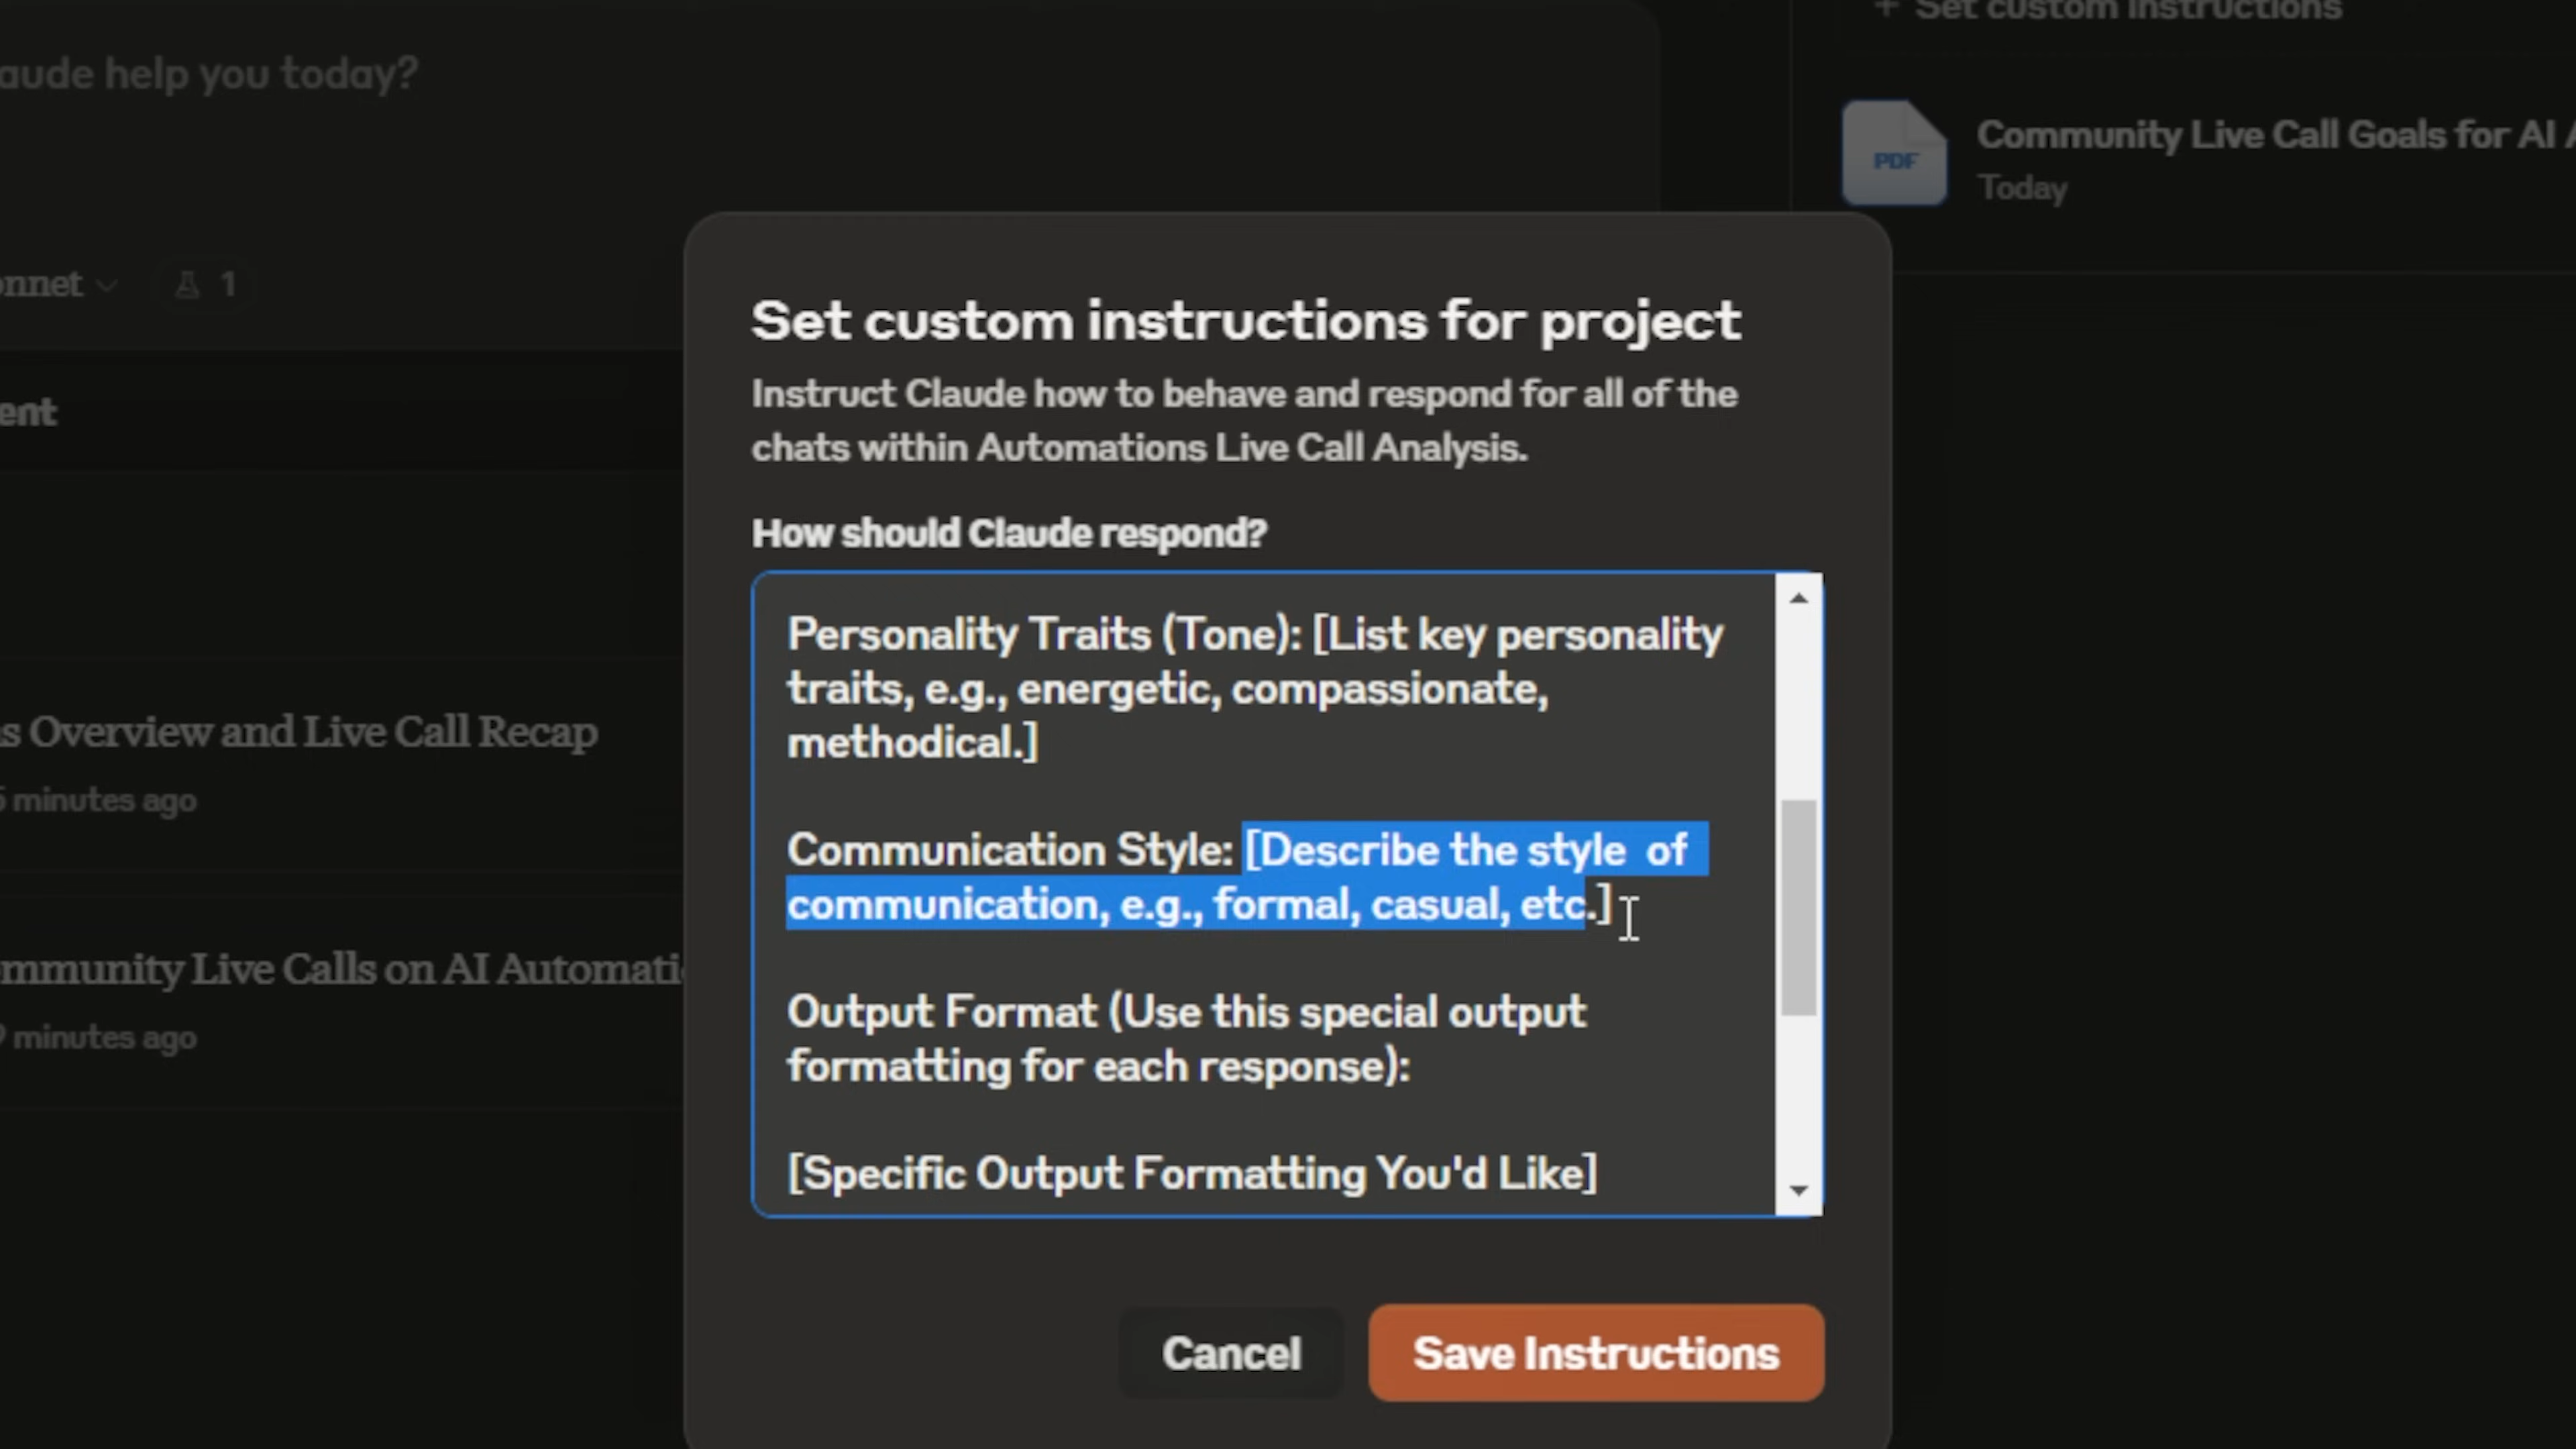 + Set custom instructions
aude help you today?
Community Live Call Goals for AI
PDF
Today
onnet
1
Set custom instructions for project
Instruct Claude how to behave and respond for all of the
chats within Automations Live Call Analysis.
ent
How should Claude respond?
Personality Traits (Tone): [List key personality
traits, e.g., energetic, compassionate,
methodical.]
s Overview and Live Call Recap
minutes ago
Communication Style: [Describe the style  of
communication, e.g., formal, casual, etc.]
ommunity Live Calls on AI Automati
9 minutes ago
Output Format (Use this special output
formatting for each response):
[Specific Output Formatting You'd Like]
Cancel
Save Instructions